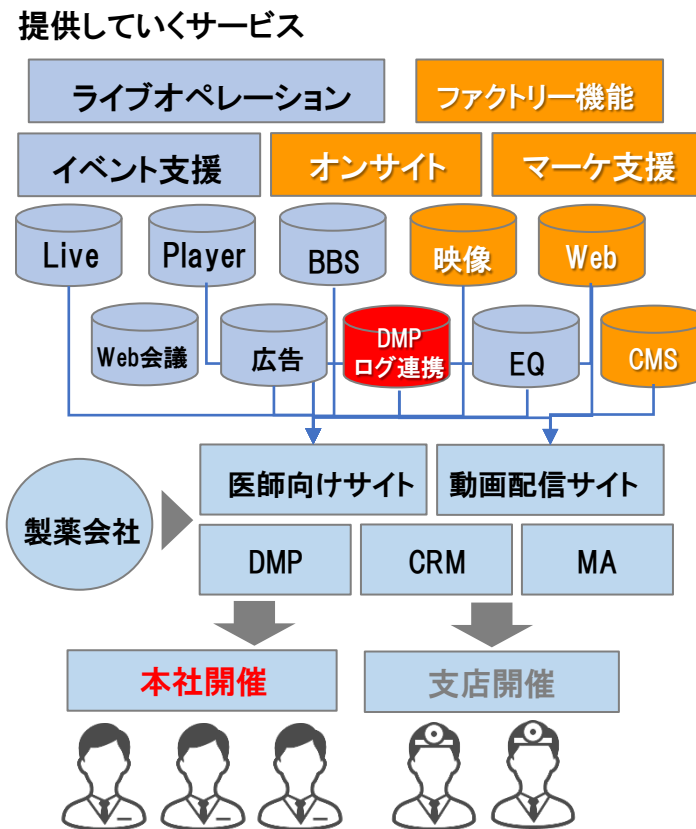 提供していくサービス
ライブオペレーション
ファクトリー機能
イベント支援
オンサイト
マーケ支援
Live
Player
BBS
映像
Web
Web会議
広告
DMP
ログ連携
EQ
CMS
製薬会社
医師向けサイト
動画配信サイト
DMP
CRM
MA
本社開催
支店開催